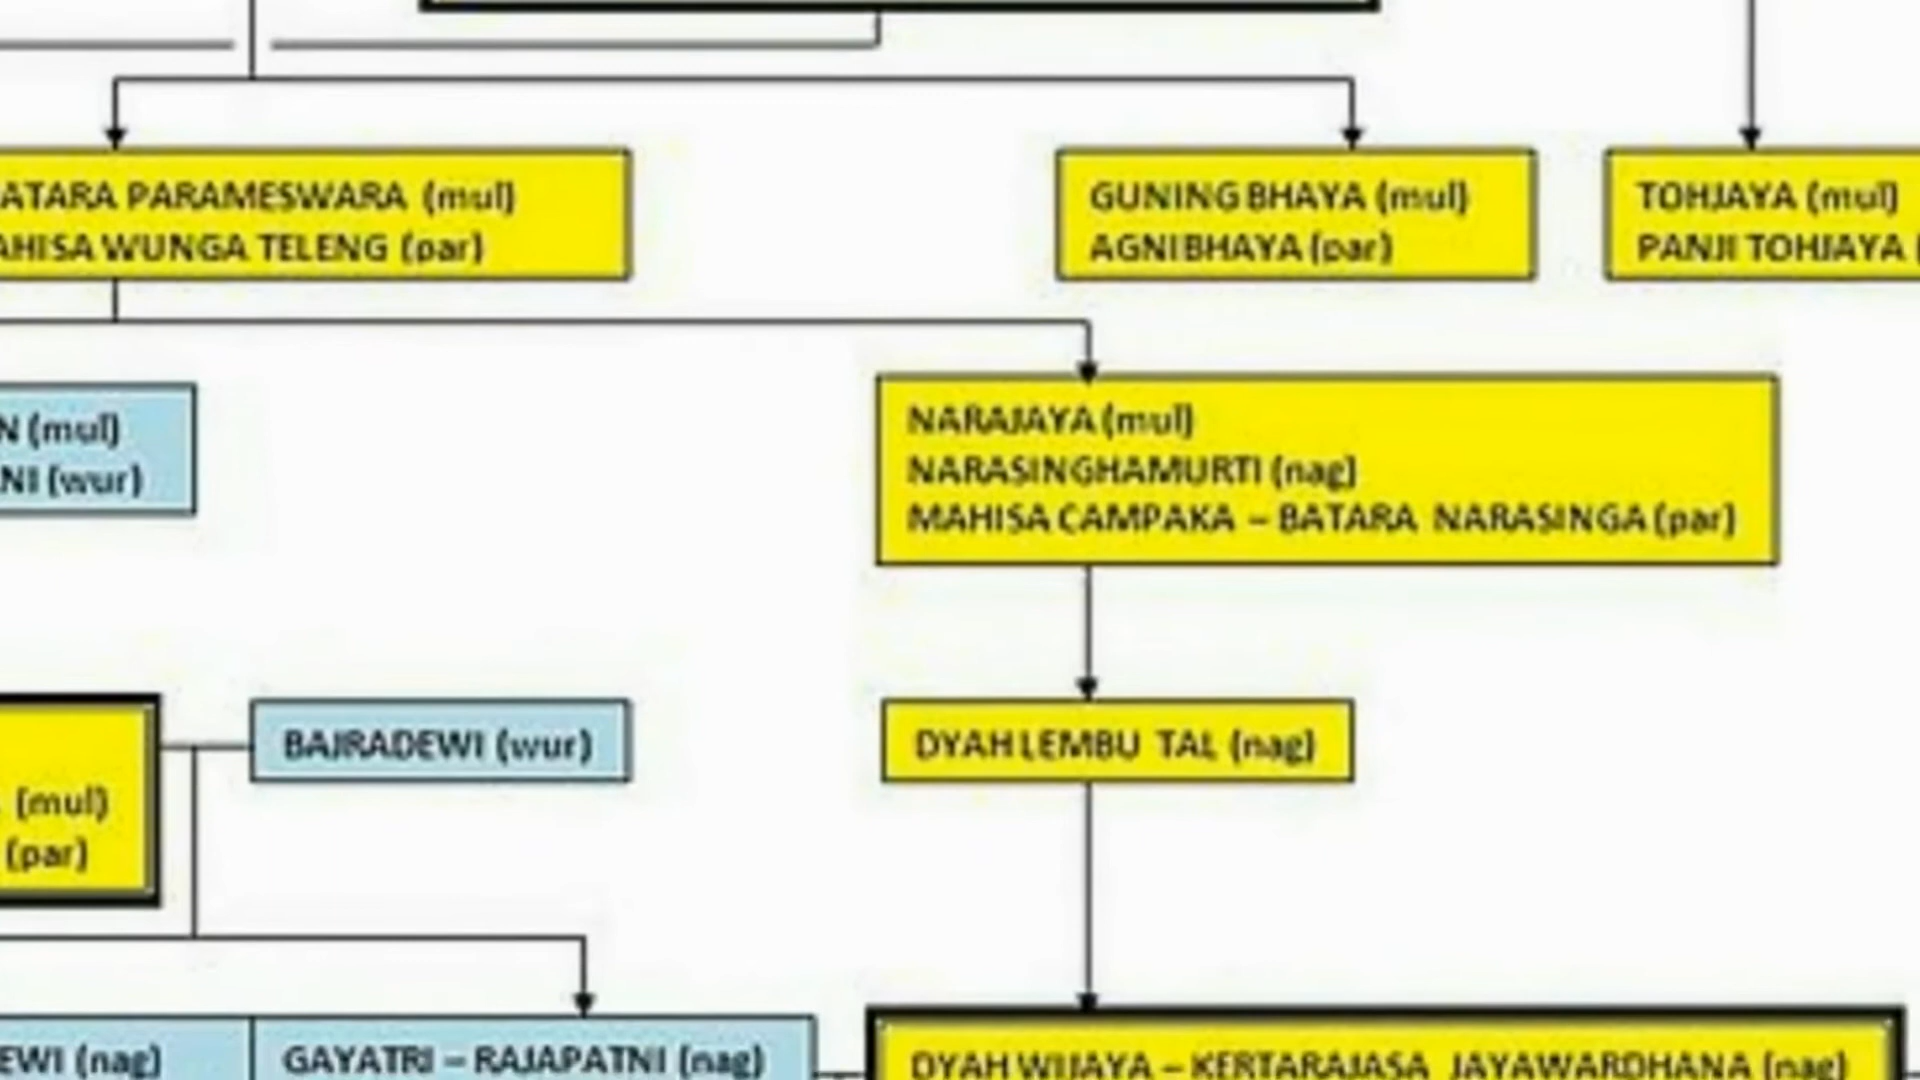 ATARA PARAMESWARA (mul)
AHISA WUNGA TELENG (par)
GUNING BHAYA (mul)
AGNIBHAYA (par)
TOHJAYA (mul)
PANJI TOHJAYA (
N (mul)
NI (wur)
NARAJAYA (mul)
NARASINGHAMURTI (nag)
MAHISA CAMPAKA – BATARA NARASINGA (par)
(mul)
(par)
BAJRADEWI (wur)
DYAH LEMBU TAL (nag)
EWI (nag)
GAYATRI – RAJAPATNI (nag)
DYAH WIJAYA – KERTARAJASA JAYAWARDHANA (nag)